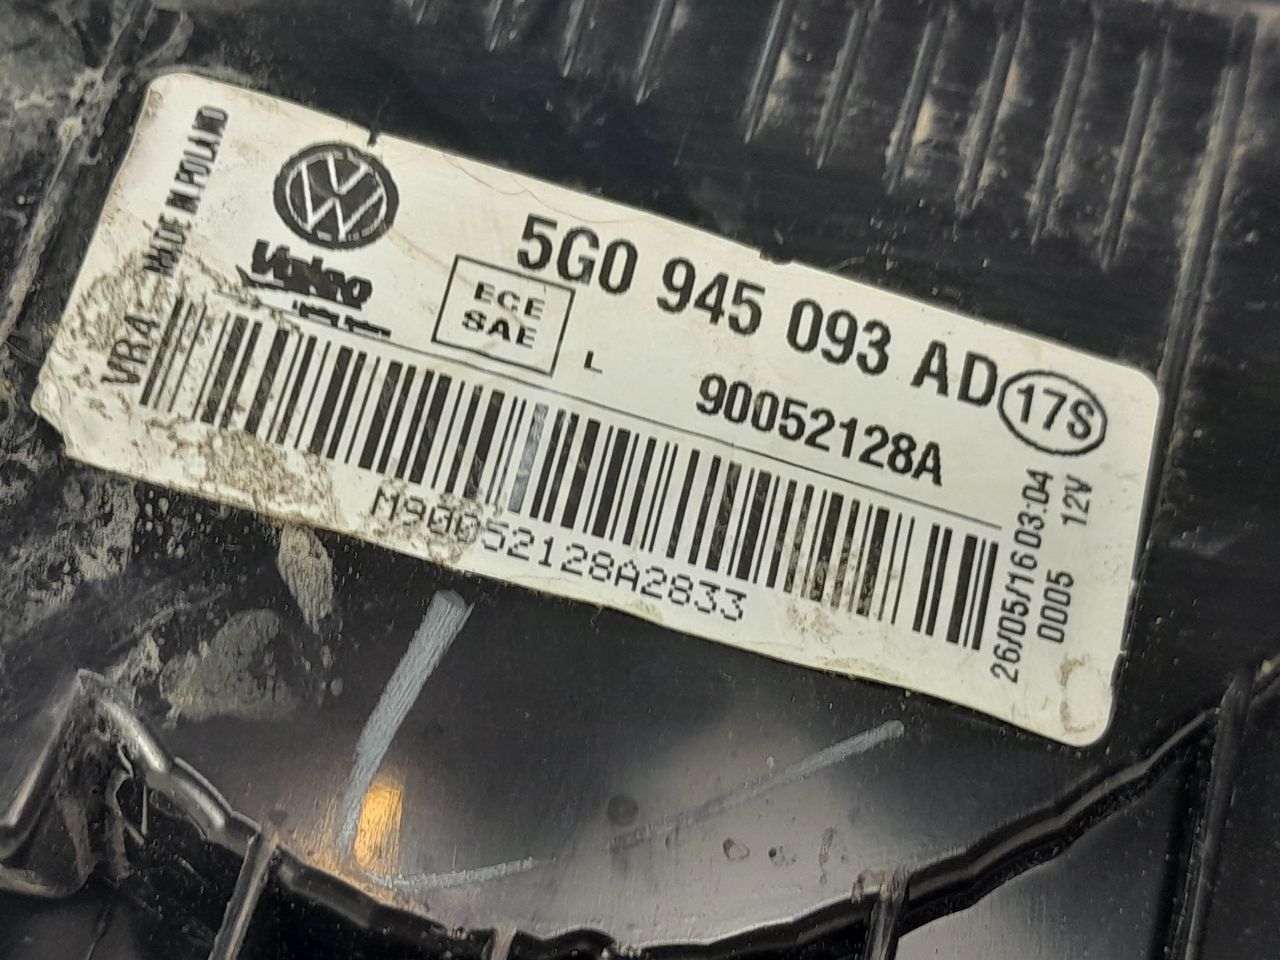 MADE IN POLAND
VR4
Valeo
ECE
SAE
L
5G0 945 093 AD
17S
90052128A
M90052128A2833
26/05/16 03:04
0005 12V